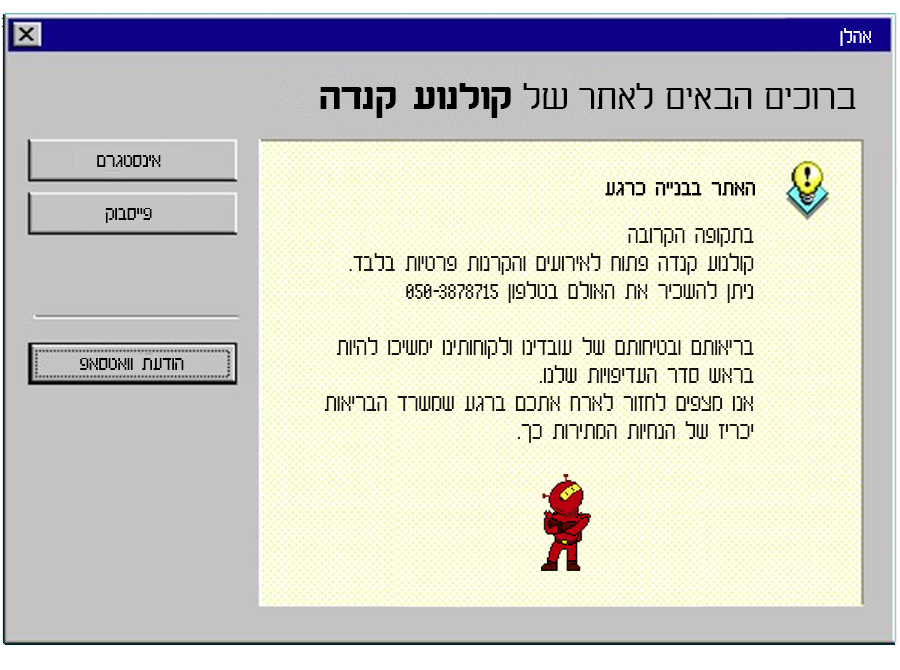 אהלן
ברוכים הבאים לאתר של קולנוע קנדה
אינסטגרם
פייסבוק
הודעת וואטסאפ
האתר בבנייה כרגע
בתקופה הקרובה
קולנוע קנדה פתוח לאירועים והקרנות פרטיות בלבד.
ניתן להשכיר את האולם בטלפון 050-3878715
בריאותם ובטיחותם של עובדינו ולקוחותינו ימשיכו להיות
בראש סדר העדיפויות שלנו.
אנו מצפים לחזור לארח אתכם ברגע שמשרד הבריאות
יכריז של הנחיות המתירות כך.